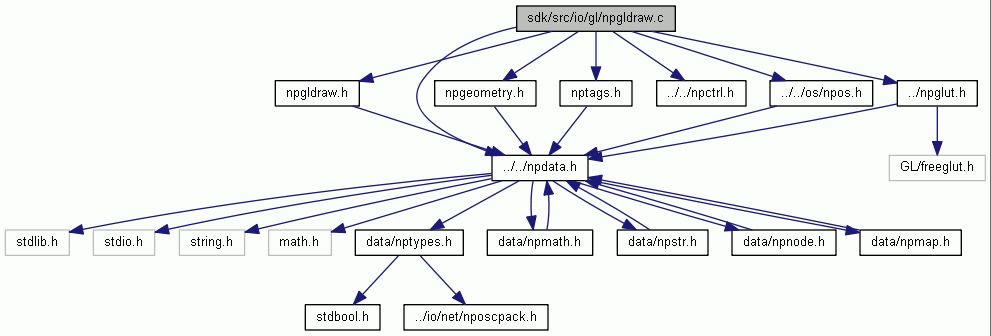 sdk/src/io/gl/npgldraw.c
npgldraw.h
npgeometry.h
nptags.h
../../npctrl.h
../../os/npos.h
../npglut.h
../../npdata.h
GL/freeglut.h
stdlib.h
stdio.h
string.h
math.h
data/nptypes.h
data/npmath.h
data/npstr.h
data/npnode.h
data/npmap.h
stdbool.h
../io/net/nposcpack.h